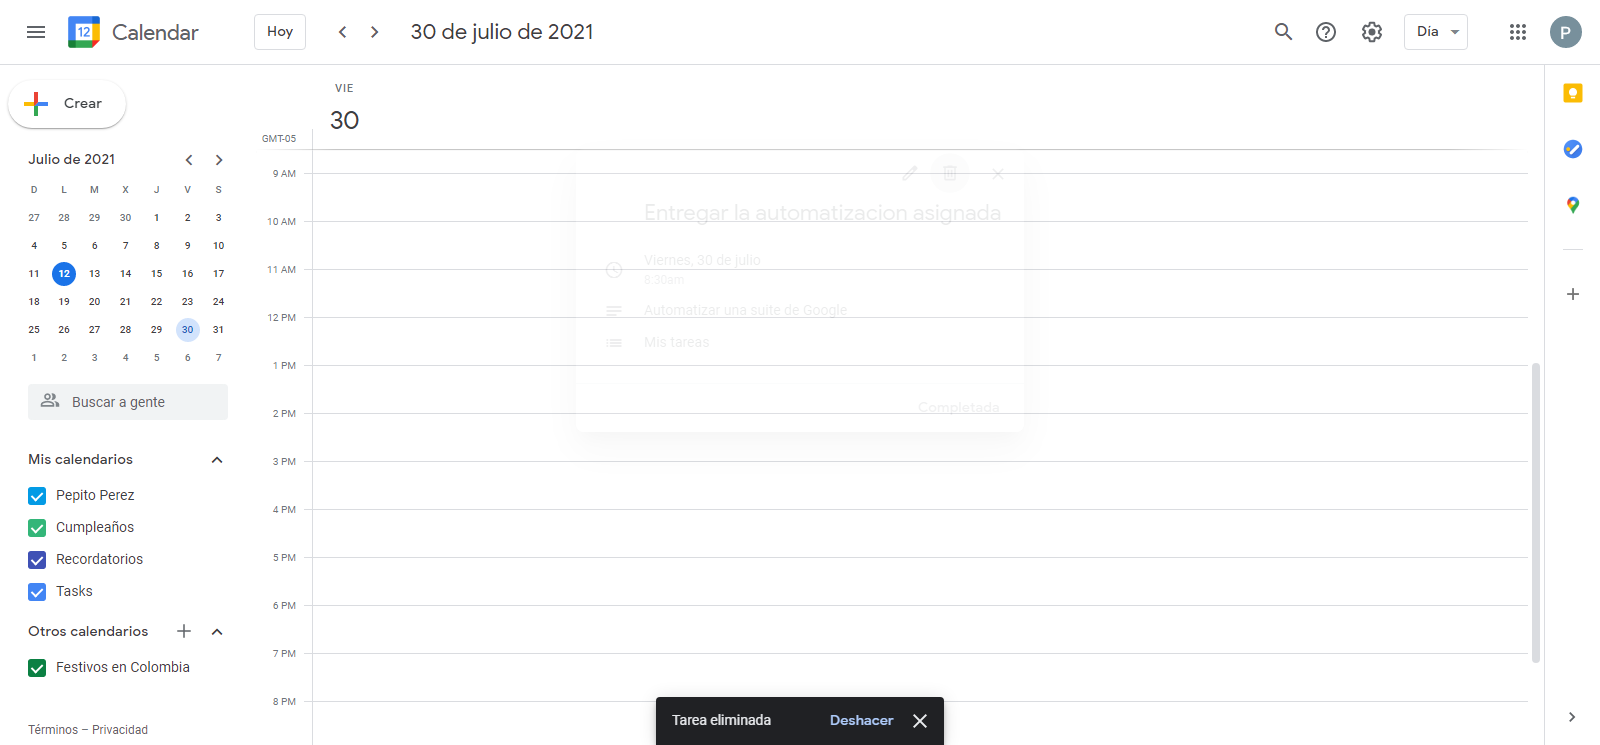 12
Calendar
Hoy
30 de julio de 2021
Día
P
Crear
Julio de 2021
D L M X J V S
27 28 29 30 1 2 3
4 5 6 7 8 9 10
11 12 13 14 15 16 17
18 19 20 21 22 23 24
25 26 27 28 29 30 31
1 2 3 4 5 6 7
Buscar a gente
Mis calendarios
Pepito Perez
Cumpleaños
Recordatorios
Tasks
Otros calendarios
Festivos en Colombia
Términos – Privacidad
VIE
30
GMT-05
9 AM
10 AM
11 AM
12 PM
1 PM
2 PM
3 PM
4 PM
5 PM
6 PM
7 PM
8 PM
Entregar la automatizacion asignada
Viernes, 30 de julio
8:30am
Automatizar una suite de Google
Mis tareas
Completada
Tarea eliminada
Deshacer